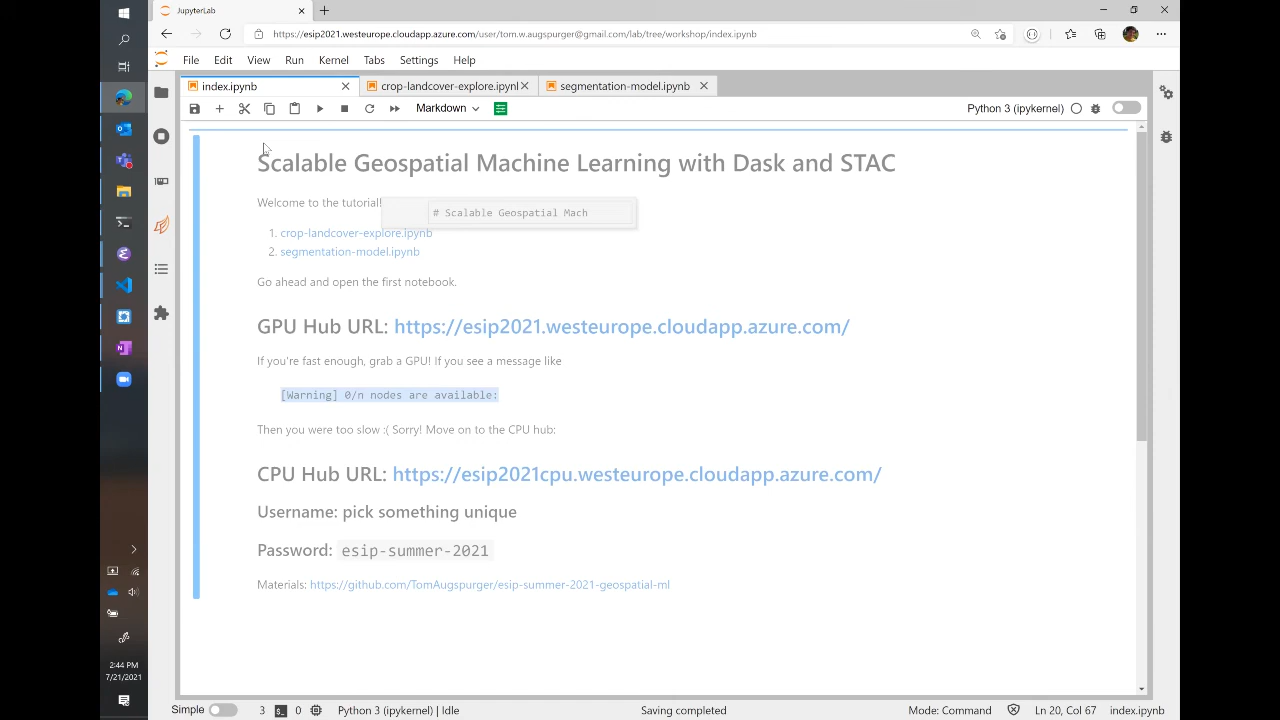 JupyterLab
https://esip2021.westeurope.cloudapp.azure.com/user/tom.w.augspurger@gmail.com/lab/tree/workshop/index.ipynb
File Edit View Run Kernel Tabs Settings Help
index.ipynb crop-landcover-explore.ipynl segmentation-model.ipynb
Markdown Python 3 (ipykernel)
Scalable Geospatial Machine Learning with Dask and STAC
Welcome to the tutorial!
# Scalable Geospatial Mach
1. crop-landcover-explore.ipynb
2. segmentation-model.ipynb
Go ahead and open the first notebook.
GPU Hub URL: https://esip2021.westeurope.cloudapp.azure.com/
If you're fast enough, grab a GPU! If you see a message like
[Warning] 0/n nodes are available:
Then you were too slow :( Sorry! Move on to the CPU hub:
CPU Hub URL: https://esip2021cpu.westeurope.cloudapp.azure.com/
Username: pick something unique
Password: esip-summer-2021
Materials: https://github.com/TomAugspurger/esip-summer-2021-geospatial-ml
2:44 PM
7/21/2021
Simple 3 0 Python 3 (ipykernel) | Idle Saving completed Mode: Command Ln 20, Col 67 index.ipynb